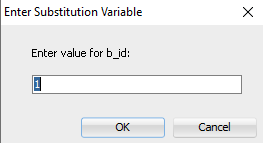 Enter Substitution Variable
Enter value for b_id:
1
OK Cancel